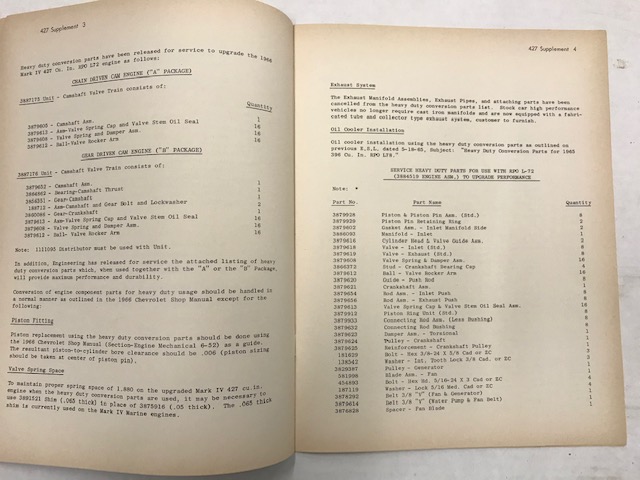 427 Supplement 3
Heavy duty conversion parts have been released for service to upgrade the 1966
Mark IV 427 Cu. In. RPO L72 engine as follows:
CHAIN DRIVEN CAM ENGINE ("A" PACKAGE)
3887175 Unit - Camshaft Valve Train consists of:
Quantity
3879605 - Camshaft Asm. 1
3879613 - Asm-Valve Spring Cap and Valve Stem Oil Seal 16
3879608 - Valve Spring and Damper Asm. 16
3879612 - Ball-Valve Rocker Arm 16
GEAR DRIVEN CAM ENGINE ("B" PACKAGE)
3887176 Unit - Camshaft Valve Train consists of:
3879652 - Camshaft Asm. 1
- Bearing-Camshaft Thrust 1
- Gear-Camshaft 1
188712 - Asm-Camshaft and Gear Bolt and Lockwasher 2
- Gear-Crankshaft 1
3879613 - Asm-Valve Spring Cap and Valve Stem Oil Seal 16
3879608 - Valve Spring and Damper Asm. 16
3879612 - Ball- Valve Rocker Arm 16
Note: 1111095 Distributor must be used with Unit.
In addition, Engineering has released for service the attached listing of heavy
duty conversion parts which, when used together with the "A" or the "B" Package,
will provide maximum performance and durability.
Conversion of engine component parts for heavy duty usage should be handled in
a normal manner as outlined in the 1966 Chevrolet Shop Manual except for the
following:
Piston Fitting
Piston replacement using the heavy duty conversion parts should be done using
the 1966 Chevrolet Shop Manual (Section-Engine Mechanical 6-52) as a guide.
The resultant piston-to-cylinder bore clearance should be .006 (piston sizing
should be taken at center of piston pin).
Valve Spring Space
To maintain proper spring space of 1.880 on the upgraded Mark IV 427 cu.in.
engine when the heavy duty conversion parts are used, it may be necessary to
use 3891521 Shim (.065 thick) in place of 3875916 (.05 thick). The .065 thick
shim is currently used on the Mark IV Marine engines.
427 Supplement 4
Exhaust System
The Exhaust Manifold Assemblies, Exhaust Pipes, and attaching parts have been
cancelled from the heavy duty conversion parts list. Stock car high performance
vehicles no longer require cast iron manifolds and are now equipped with a fabri-
cated tube and collector type exhaust system, customer to furnish.
Oil Cooler Installation
Oil cooler installation using the heavy duty conversion parts as outlined on
previous K.S.L. dated 5-19-65, Subject: "Heavy Duty Conversion Parts for 1965
396 Cu. In. RPO L78."
SERVICE HEAVY DUTY PARTS FOR USE WITH RPO L-72
(3884519 ENGINE ASM.) TO UPGRADE PERFORMANCE
Note: *
Part No. Part Name Quantity
3879928 Piston & Piston Pin Asm. (Std.) 8
3879929 Piston Pin Retaining Ring 2
3879802 Gasket Asm. - Inlet Manifold Side 2
3886093 Manifold - Inlet 1
3879616 Cylinder Head & Valve Guide Asm. 2
3879618 Valve - Inlet (Std.) 8
3879619 Valve - Exhaust (Std.) 8
3879608 Valve Spring & Damper Asm. 16
3866372 Stud - Crankshaft Bearing Cap 4
3879612 Ball - Valve Rocker Arm 16
3879620 Guide - Push Rod 8
3879621 Crankshaft Asm. 1
3879654 Rod Asm. - Inlet Push 8
3879656 Rod Asm. - Exhaust Push 8
3879613 Valve Spring Cap & Valve Stem Oil Seal Asm. 16
3879912 Piston Ring Unit (Std.) 8
3879933 Connecting Rod Asm. (Less Bushing) 8
3879632 Connecting Rod Bushing 8
3879623 Damper Asm. - Torsional 1
3879624 Pulley - Crankshaft 1
3879625 Reinforcement - Crankshaft Pulley 1
181829 Bolt - Hex 3/8-24 X 5/8 Cad or ZC 2
138542 Washer - Int. Tooth Lock 3/8 Cad. or ZC 2
3829387 Pulley - Generator 1
581998 Blade Asm. - Fan 1
454893 Bolt - Hex Hd. 5/16-24 X 3 Cad or ZC 4
187119 Washer - Lock 5/16 Med. Cad or ZC 4
3878292 Belt 3/8 "V" (Fan & Generator) 1
3879614 Belt 3/8 "V" (Water Pump & Fan Belt) 1
3876828 Spacer - Fan Blade 1